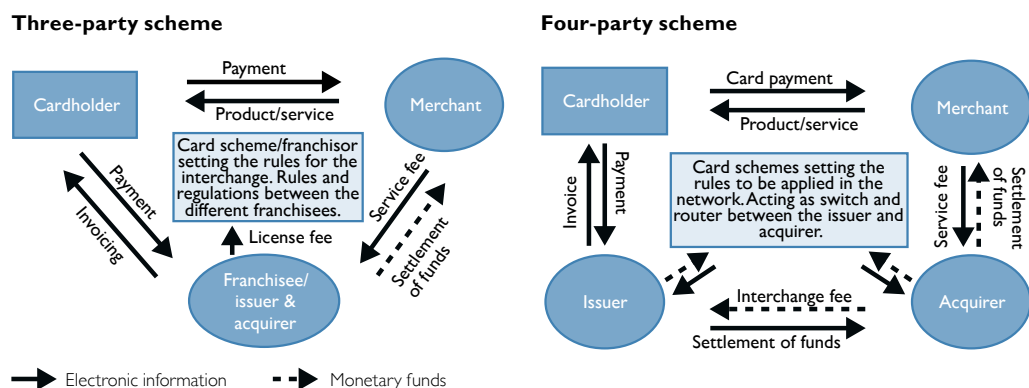 Three-party scheme
Cardholder
Payment
Product/service
Merchant
Card scheme/franchisor
setting the rules for the
interchange. Rules and
regulations between the
different franchisees.
Payment
Invoicing
Service fee
Settlement
of funds
License fee
Franchisee/
issuer &
acquirer
Four-party scheme
Cardholder
Card payment
Product/service
Merchant
Invoice
Payment
Card schemes setting the
rules to be applied in the
network. Acting as switch and
router between the issuer and
acquirer.
Service fee
Settlement
of funds
Issuer
Interchange fee
Settlement of funds
Acquirer
Electronic information
Monetary funds